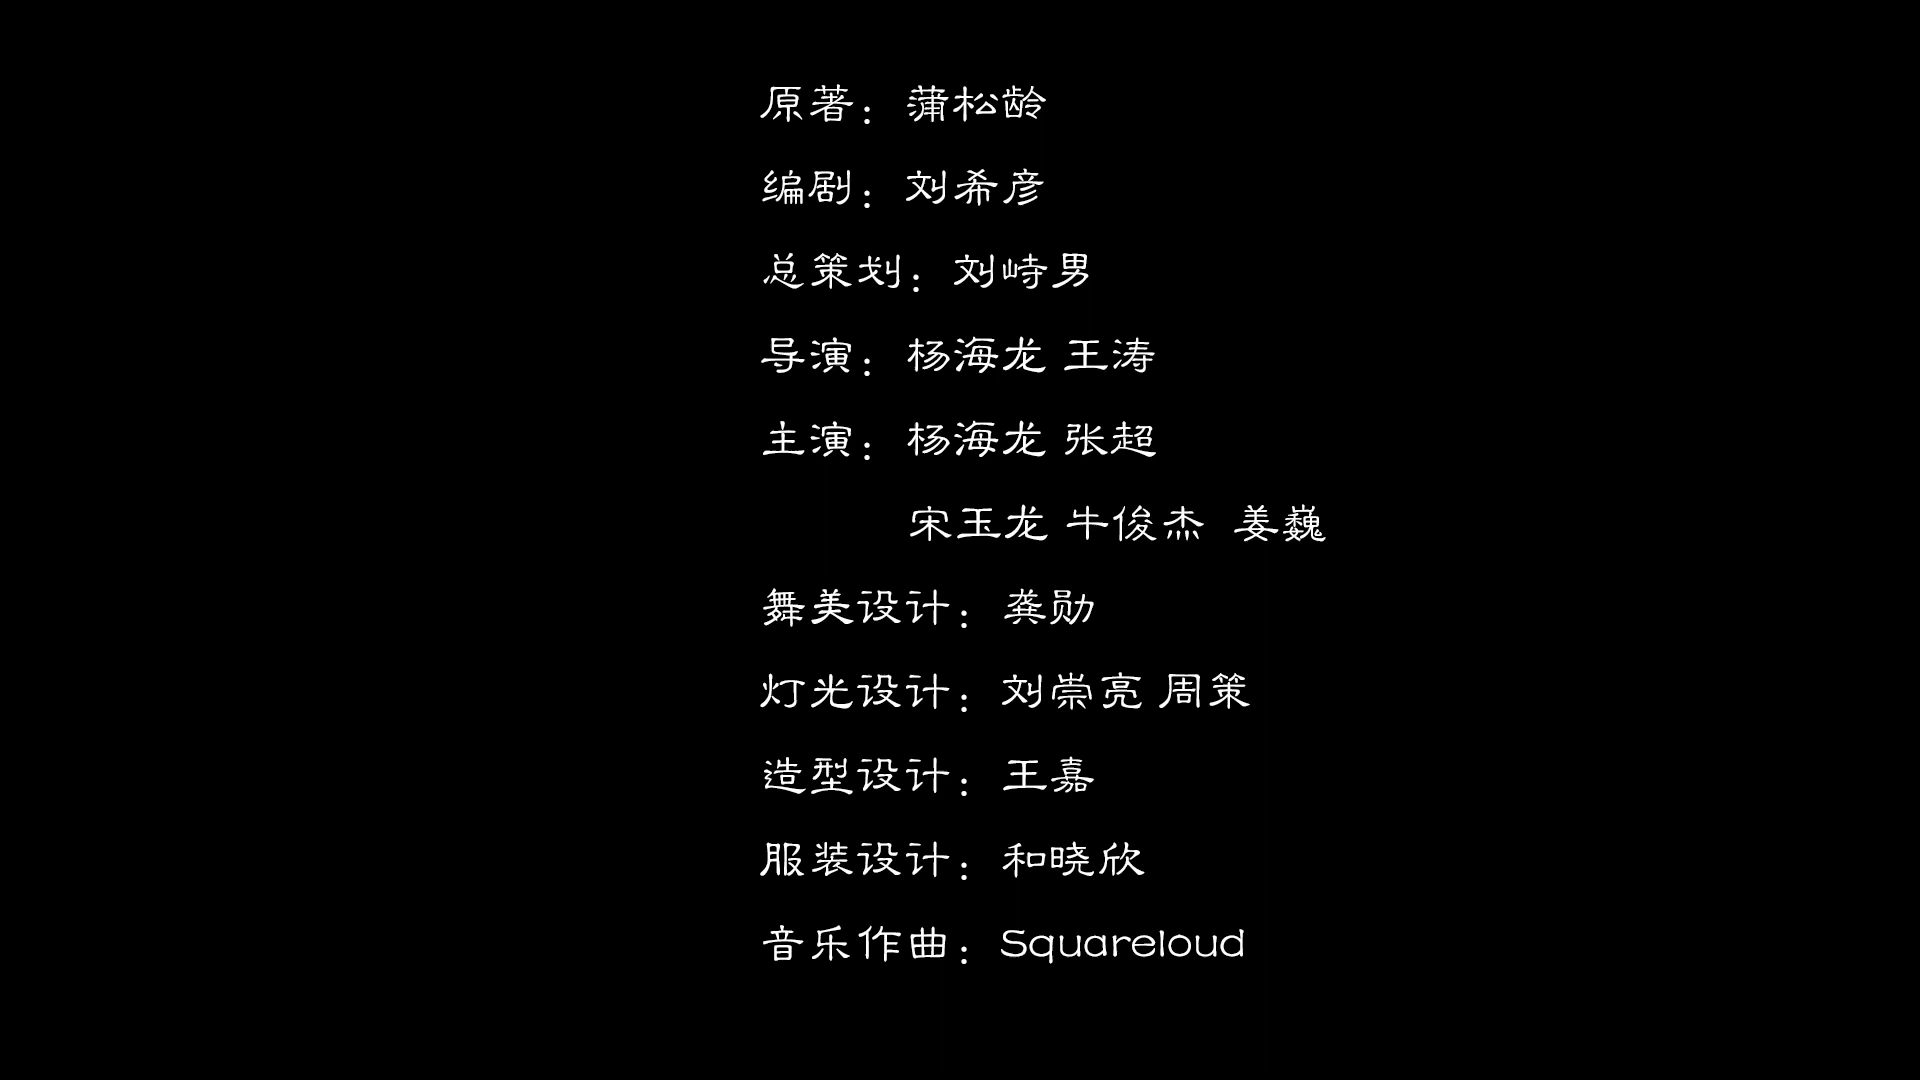 原著：蒲松龄
编剧：刘希彦
总策划：刘峙男
导演：杨海龙 王涛
主演：杨海龙 张超
宋玉龙 牛俊杰 姜巍
舞美设计：龚勋
灯光设计：刘崇亮 周策
造型设计：王嘉
服装设计：和晓欣
音乐作曲：Squareloud